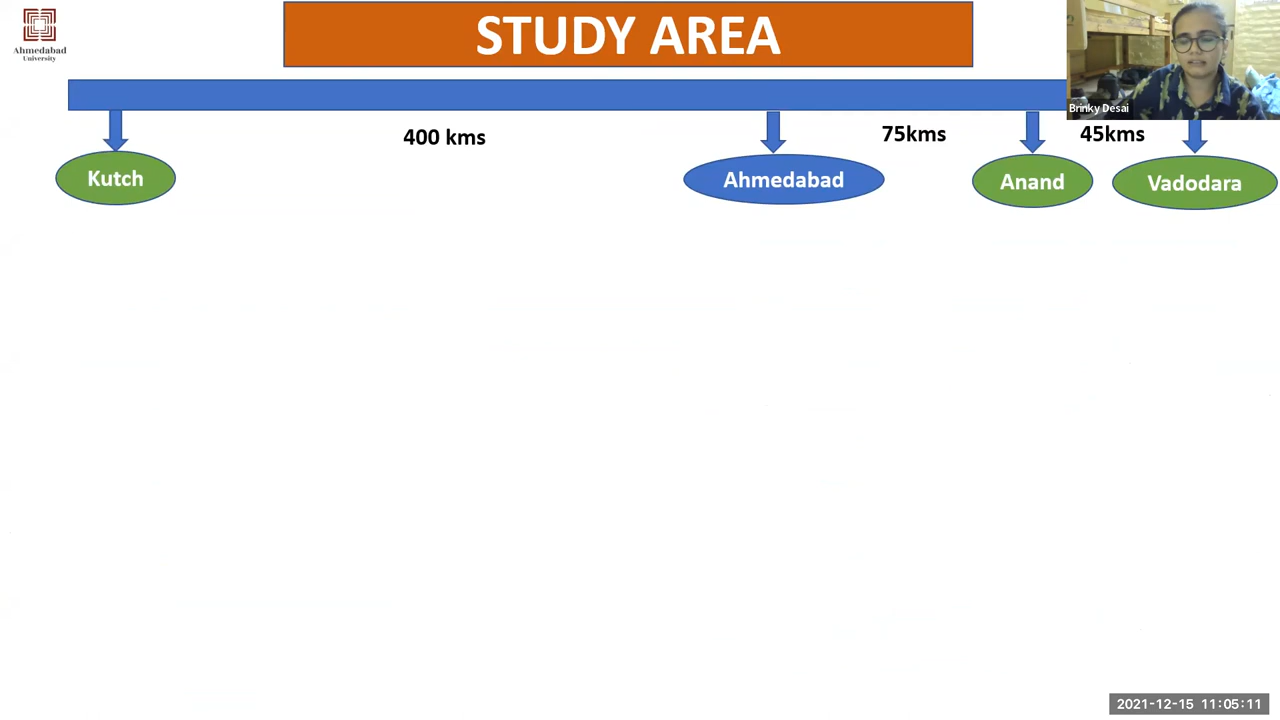 STUDY AREA
Ahmedabad
University
Brinky Desai
400 kms
75kms
45kms
Kutch
Ahmedabad
Anand
Vadodara
2021-12-15 11:05:11